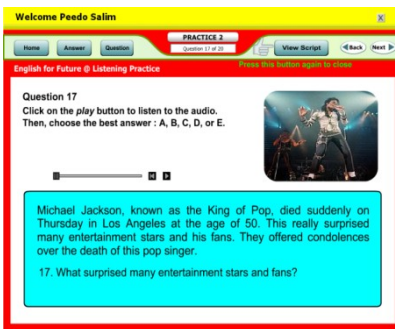 Welcome Peedo Salim
X
PRACTICE 2
Home
Answer
Question
Question 17 of 20
View Script
Back
Next
English for Future @ Listening Practice
Press this button again to close
Question 17
Click on the play button to listen to the audio.
Then, choose the best answer : A, B, C, D, or E.
Michael Jackson, known as the King of Pop, died suddenly on
Thursday in Los Angeles at the age of 50. This really surprised
many entertainment stars and his fans. They offered condolences
over the death of this pop singer.
17. What surprised many entertainment stars and fans?